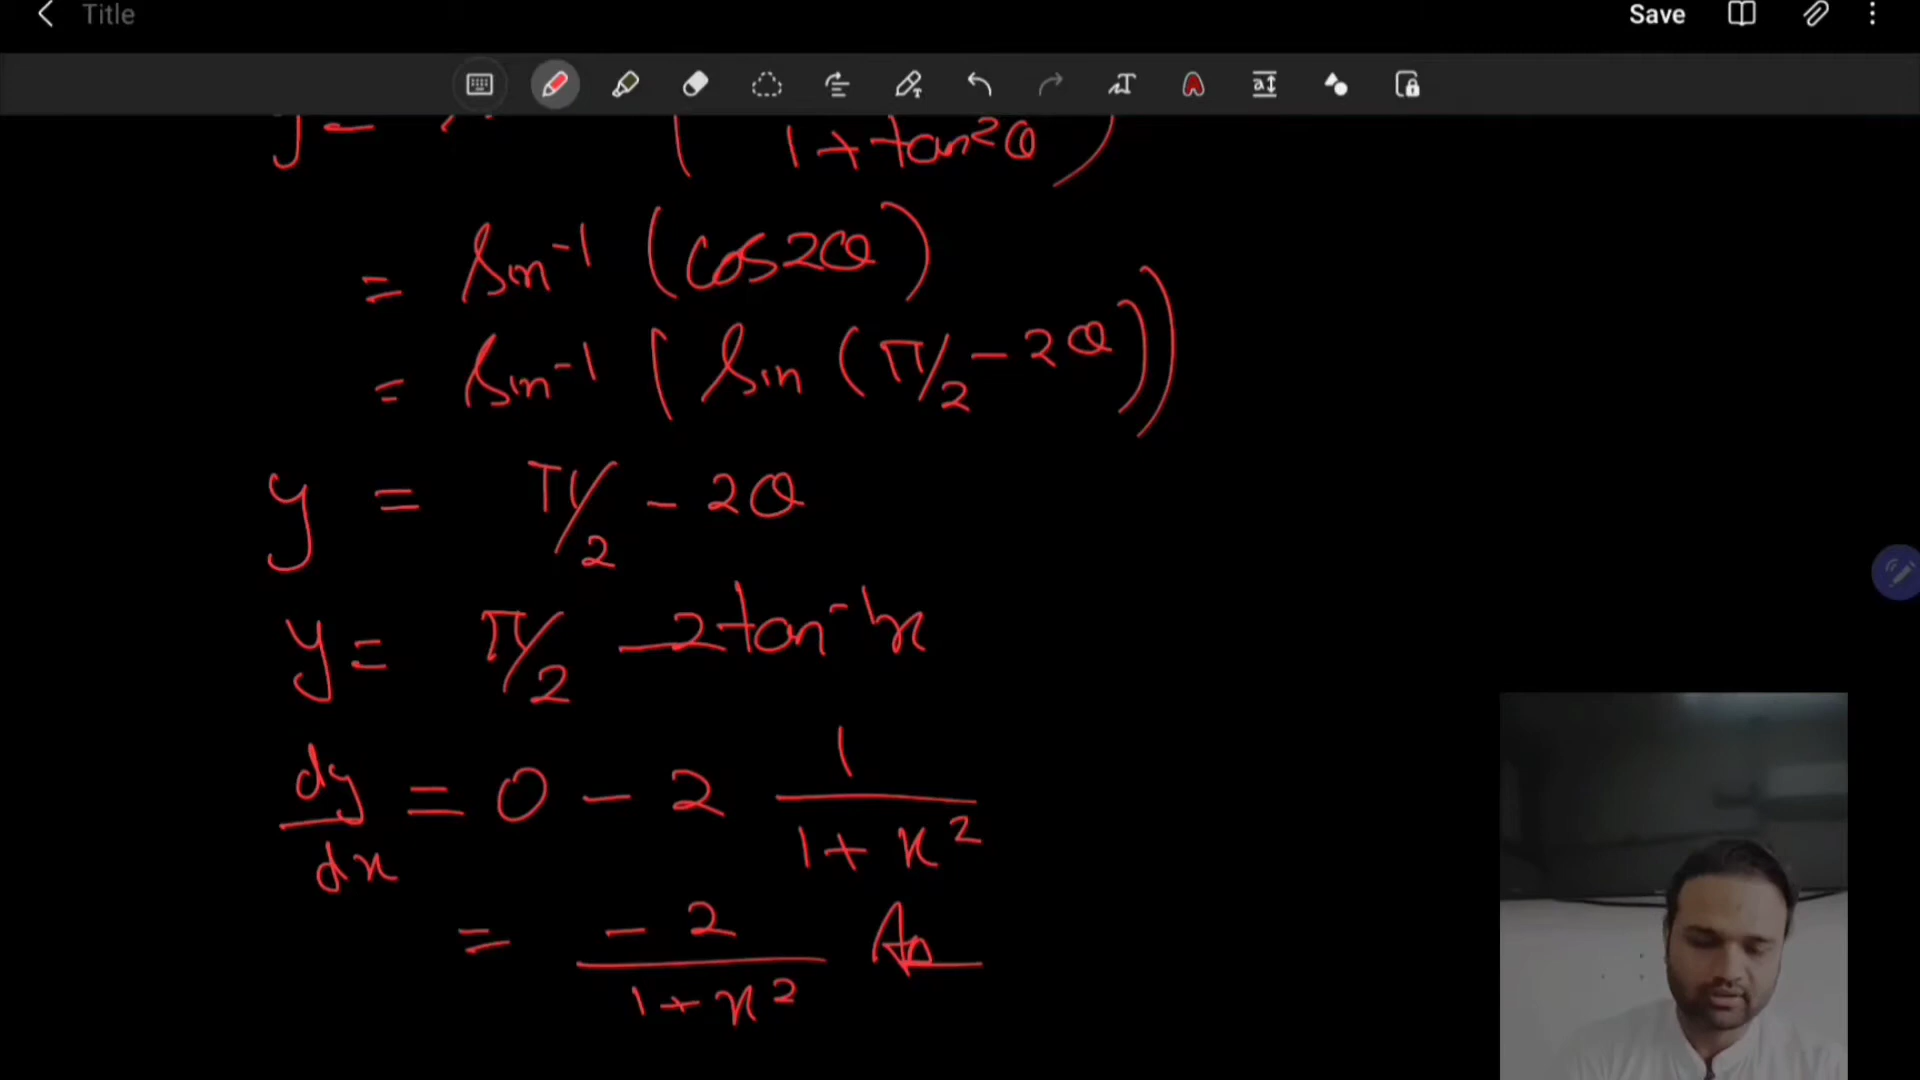 Title
Save
y = 1 + tan²θ )
= sin⁻¹ (cos2θ)
= sin⁻¹ ( sin (π/2 - 2θ))
y = π/2 - 2θ
y = π/2 - 2tan⁻¹x
dy/dx = 0 - 2 1/1+x²
= -2/1+x² An